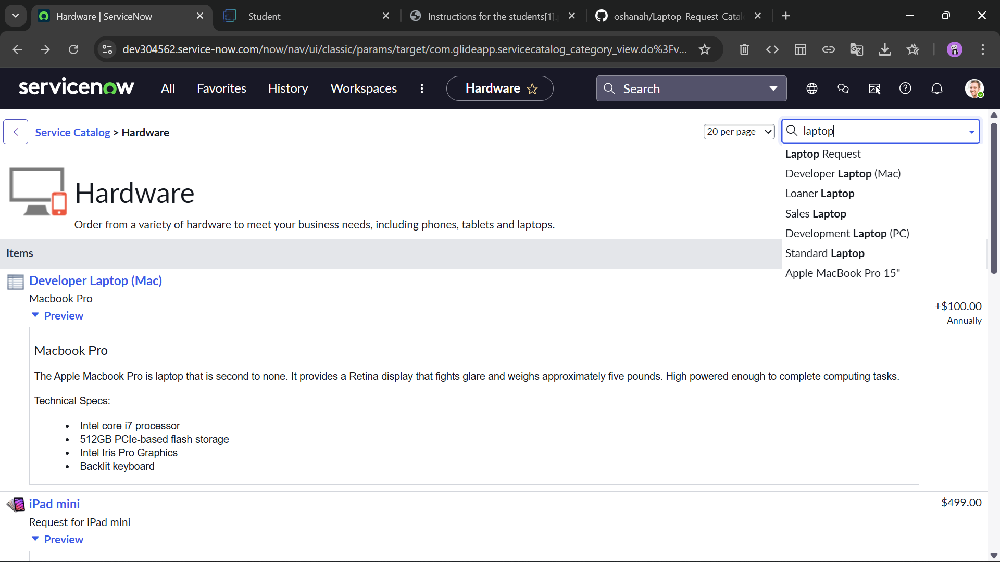 Hardware | ServiceNow
- Student
Instructions for the students[1].
oshanah/Laptop-Request-Catal
dev304562.service-now.com/now/nav/ui/classic/params/target/com.glideapp.servicecatalog_category_view.do%3Fv...
servicenow
All
Favorites
History
Workspaces
Hardware
Search
Service Catalog > Hardware
20 per page
laptop
Laptop Request
Developer Laptop (Mac)
Loaner Laptop
Sales Laptop
Development Laptop (PC)
Standard Laptop
Apple MacBook Pro 15"
Hardware
Order from a variety of hardware to meet your business needs, including phones, tablets and laptops.
Items
Developer Laptop (Mac)
Macbook Pro
+$100.00
Annually
Preview
Macbook Pro
The Apple Macbook Pro is laptop that is second to none. It provides a Retina display that fights glare and weighs approximately five pounds. High powered enough to complete computing tasks.
Technical Specs:
• Intel core i7 processor
• 512GB PCIe-based flash storage
• Intel Iris Pro Graphics
• Backlit keyboard
iPad mini
$499.00
Request for iPad mini
Preview